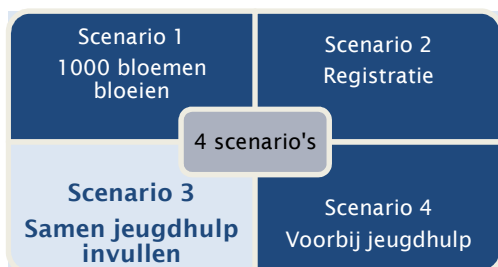 Scenario 1
1000 bloemen
bloeien
Scenario 2
Registratie
4 scenario's
Scenario 3
Samen jeugdhulp
invullen
Scenario 4
Voorbij jeugdhulp